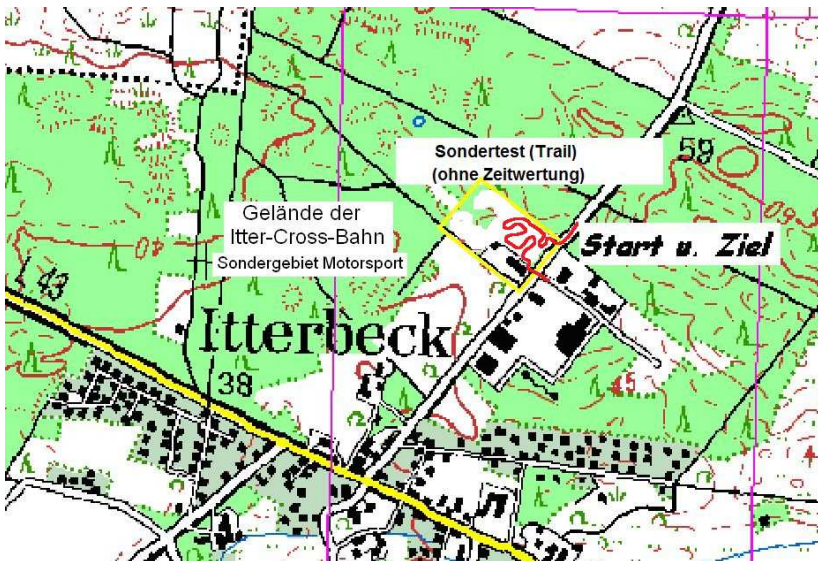 Sondertest (Trail)
(ohne Zeitwertung)
59
Gelände der
Itter-Cross-Bahn
Sondergebiet Motorsport
Start u. Ziel
40
L 43
Itterbeck
38
45